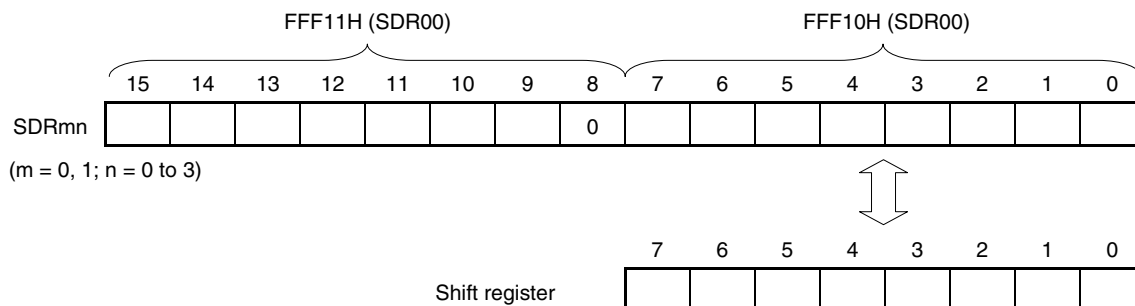 FFF11H (SDR00) FFF10H (SDR00)
15 14 13 12 11 10 9 8 7 6 5 4 3 2 1 0
SDRmn 0
(m = 0, 1; n = 0 to 3)
7 6 5 4 3 2 1 0
Shift register